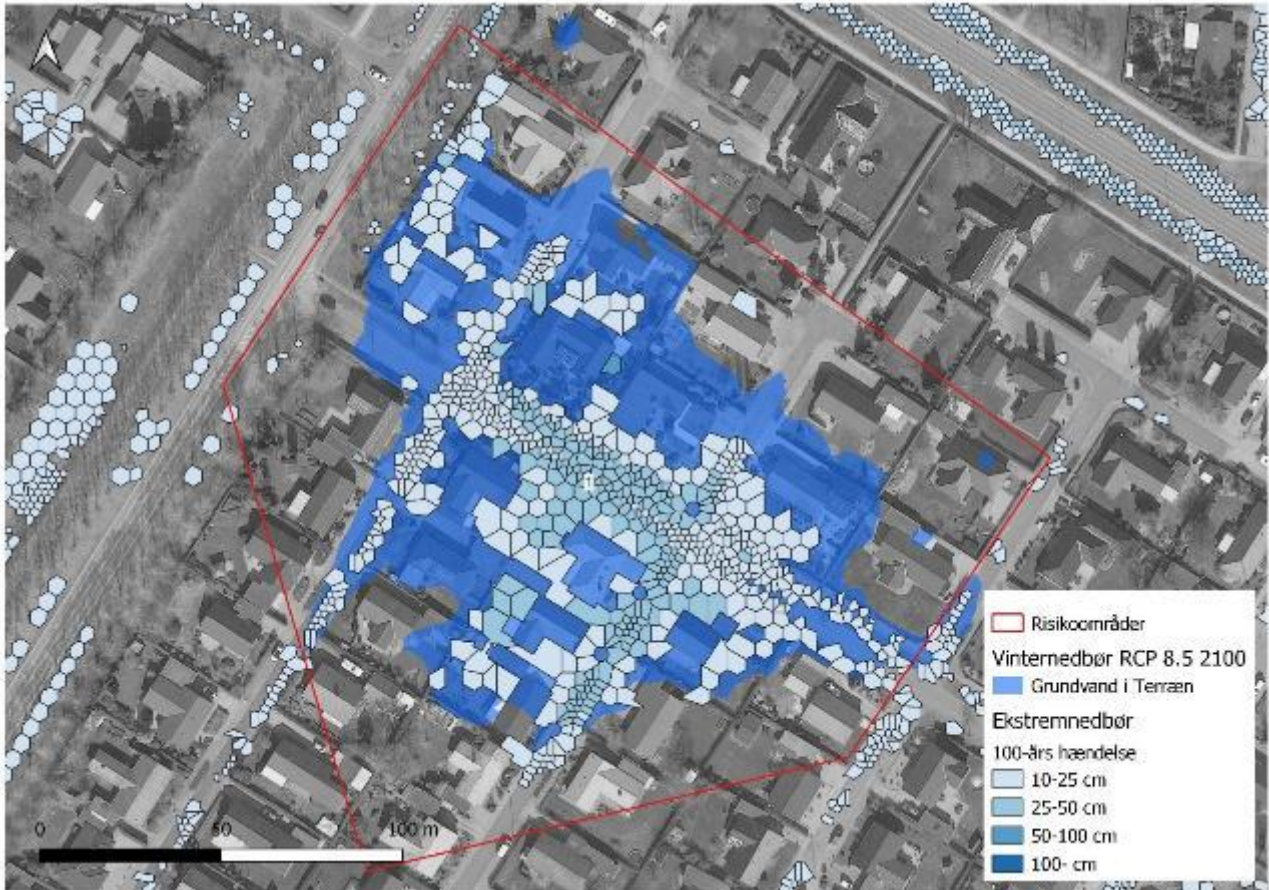 Risikoområder
Vinternedbør RCP 8.5 2100
Grundvand i Terræn
Ekstremnedbør
100-års hændelse
10-25 cm
25-50 cm
50-100 cm
100- cm
0 50 100 m